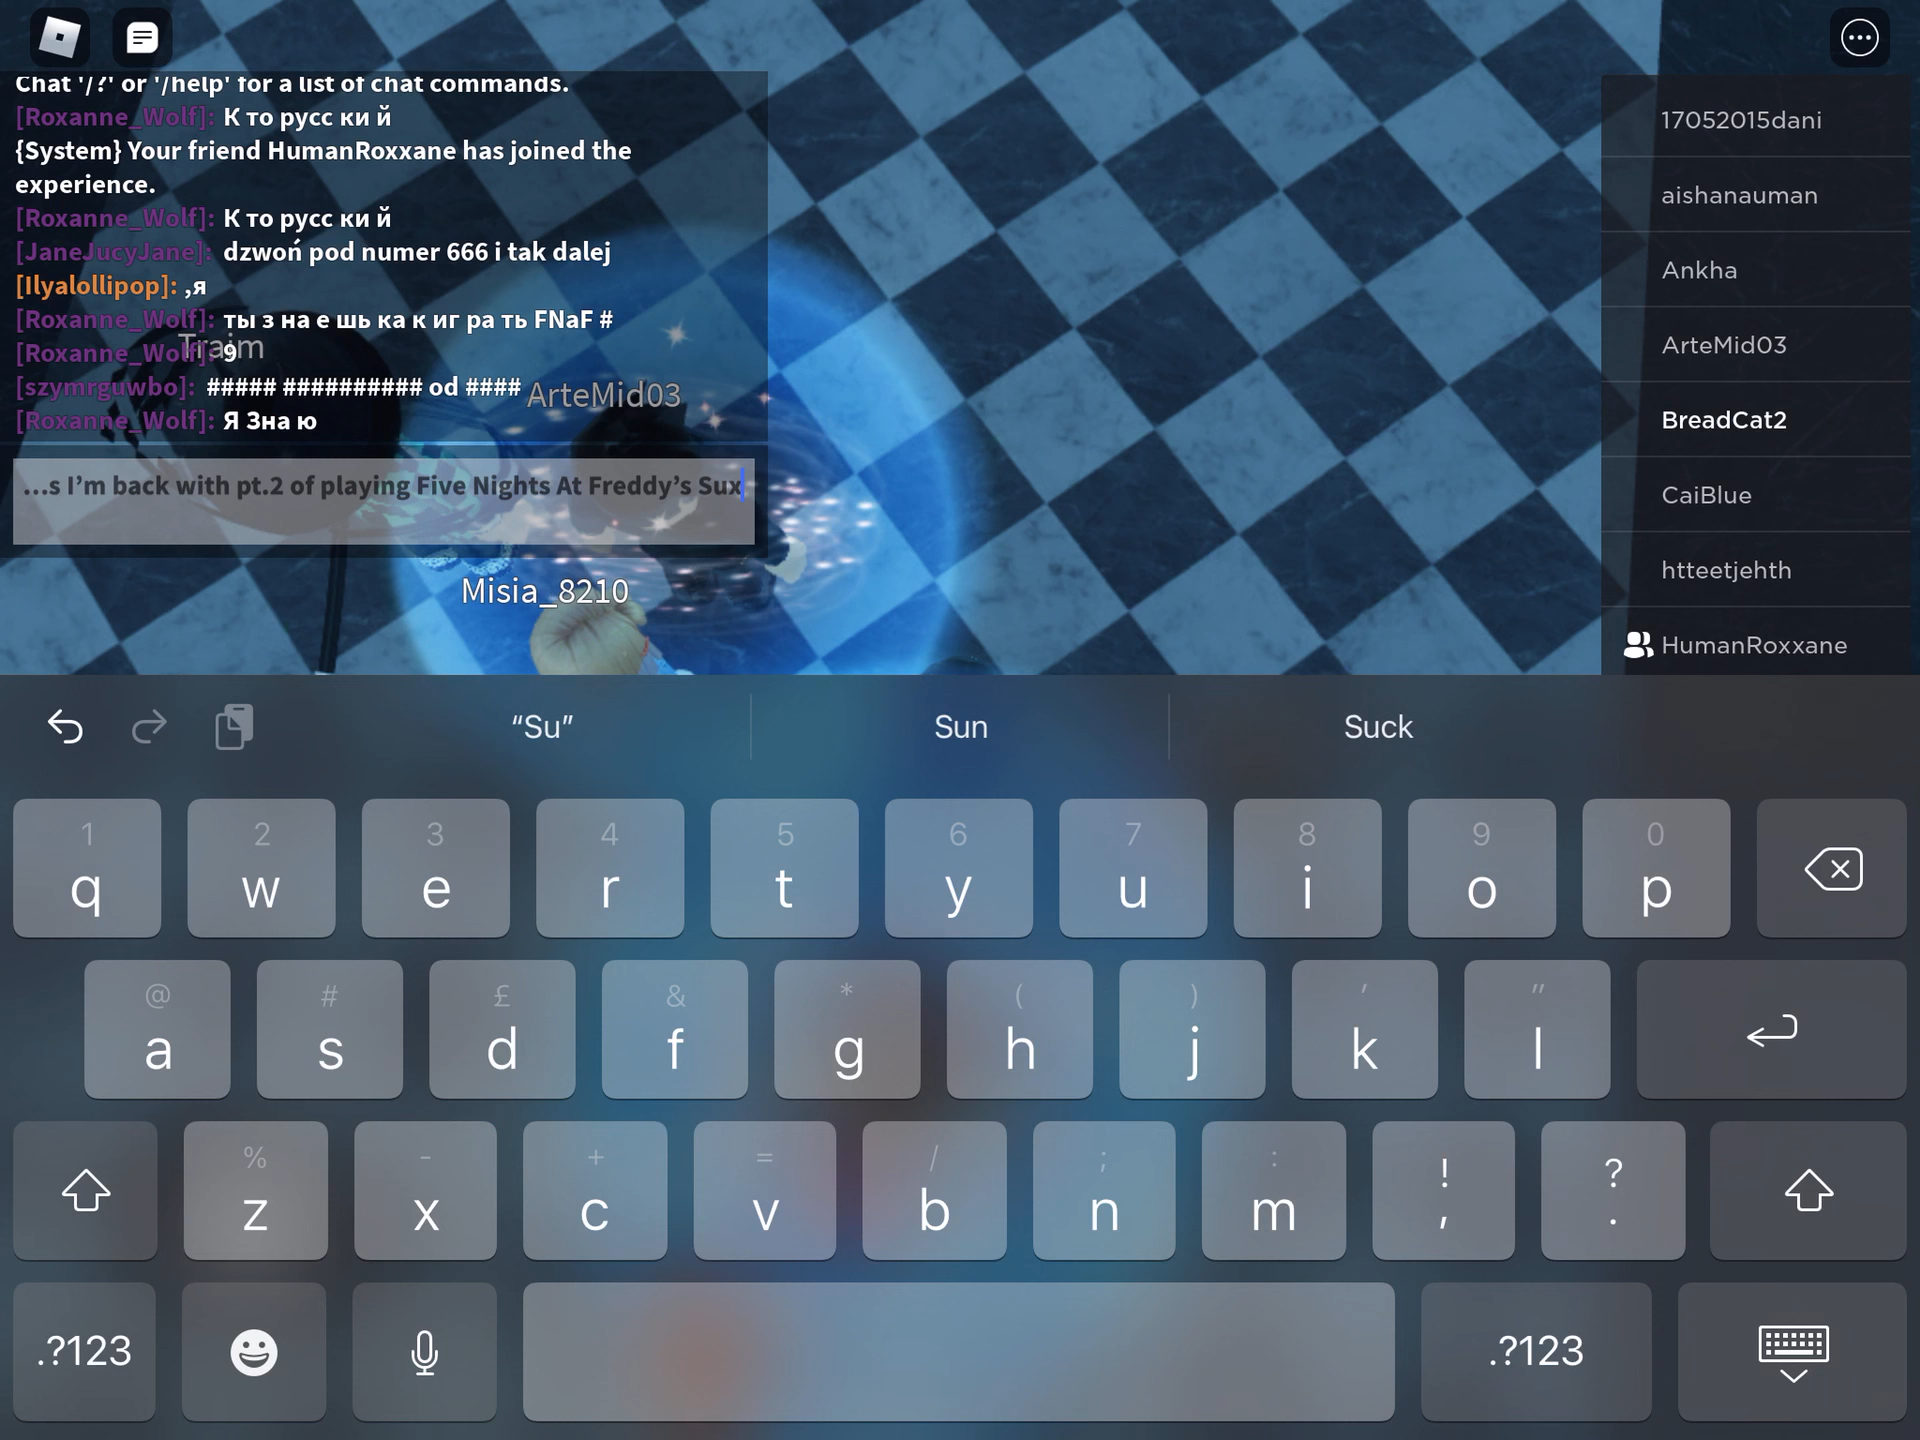 Chat '/?' or '/help' for a list of chat commands.
[Roxanne_Wolf]: К то русс ки й
{System} Your friend HumanRoxxane has joined the
experience.
[Roxanne_Wolf]: К то русс ки й
[JaneJucyJane]: dzwoń pod numer 666 i tak dalej
[Ilyalollipop]: ,я
[Roxanne_Wolf]: ты з на е шь ка к иг ра ть FNaF #
[Roxanne_Wolf]: 9
[szymrguwbo]: ##### ########## od ####
[Roxanne_Wolf]: Я Зна ю
...s I’m back with pt.2 of playing Five Nights At Freddy’s Sux
Traim
ArteMid03
Misia_8210
17052015dani
aishanauman
Ankha
ArteMid03
BreadCat2
CaiBlue
htteetjehth
HumanRoxxane
“Su” Sun Suck
1 2 3 4 5 6 7 8 9 0
q w e r t y u i o p
@ # £ & * ( ) ' "
a s d f g h j k l
% - + = / ; : ! ?
z x c v b n m , .
.?123 .?123